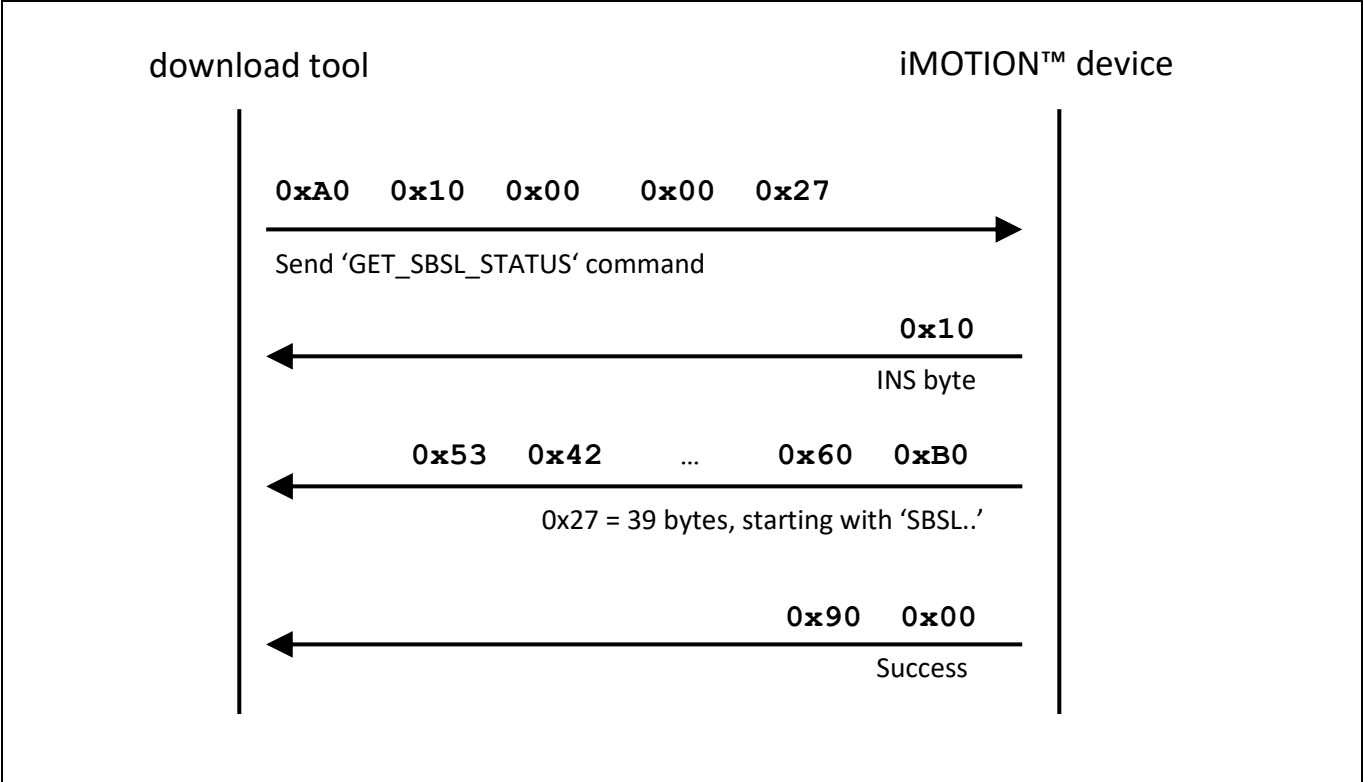 download tool iMOTION™ device
0xA0 0x10 0x00 0x00 0x27
Send ‘GET_SBSL_STATUS‘ command
0x10
INS byte
0x53 0x42 … 0x60 0xB0
0x27 = 39 bytes, starting with ‘SBSL..’
0x90 0x00
Success